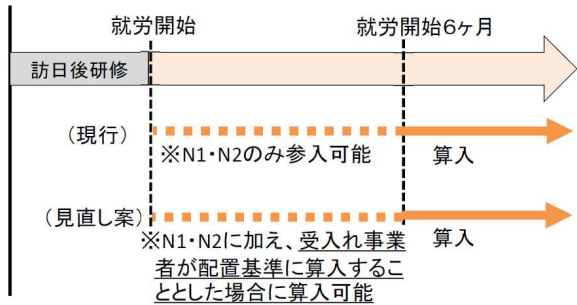 就労開始
就労開始6ヶ月
訪日後研修
(現行)
※N1・N2のみ参入可能
算入
(見直し案)
※N1・N2に加え、受入れ事業
者が配置基準に算入するこ
ととした場合に算入可能
算入